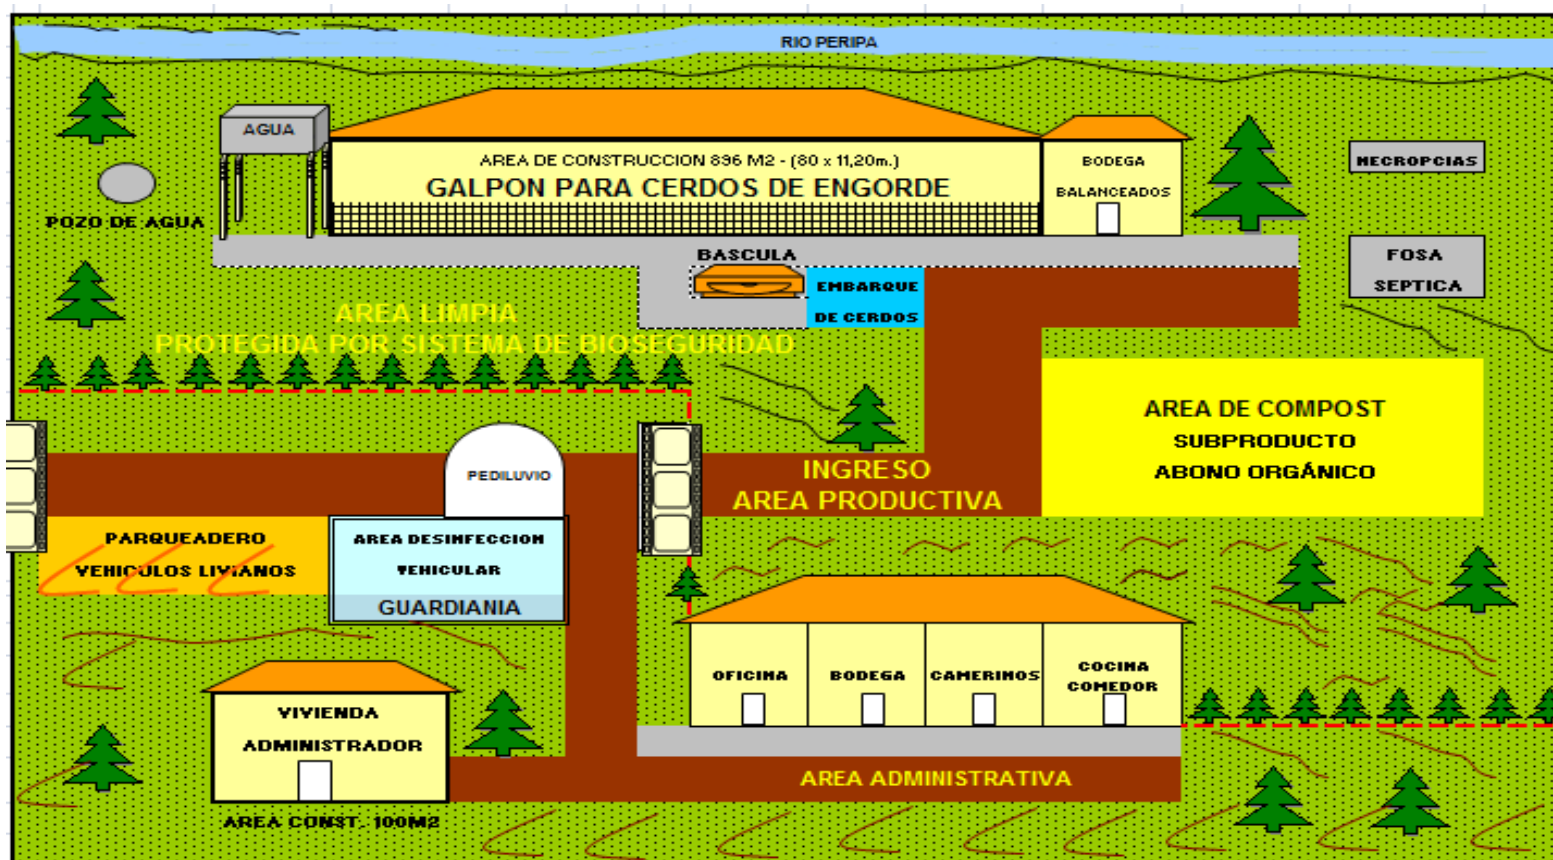 RIO PERIPA
AGUA
AREA DE CONSTRUCCION 896 M2 - (80 x 11,20m.)
GALPON PARA CERDOS DE ENGORDE
BODEGA
BALANCEADOS
NECROPCIAS
POZO DE AGUA
BASCULA
EMBARQUE
DE CERDOS
FOSA
SEPTICA
AREA LIMPIA
PROTEGIDA POR SISTEMA DE BIOSEGURIDAD
AREA DE COMPOST
SUBPRODUCTO
ABONO ORGÁNICO
PEDILUVIO
INGRESO
AREA PRODUCTIVA
PARQUEADERO
VEHICULOS LIVIANOS
AREA DESINFECCION
VEHICULAR
GUARDIANIA
OFICINA
BODEGA
CAMERINOS
COCINA
COMEDOR
VIVIENDA
ADMINISTRADOR
AREA ADMINISTRATIVA
AREA CONST. 100M2